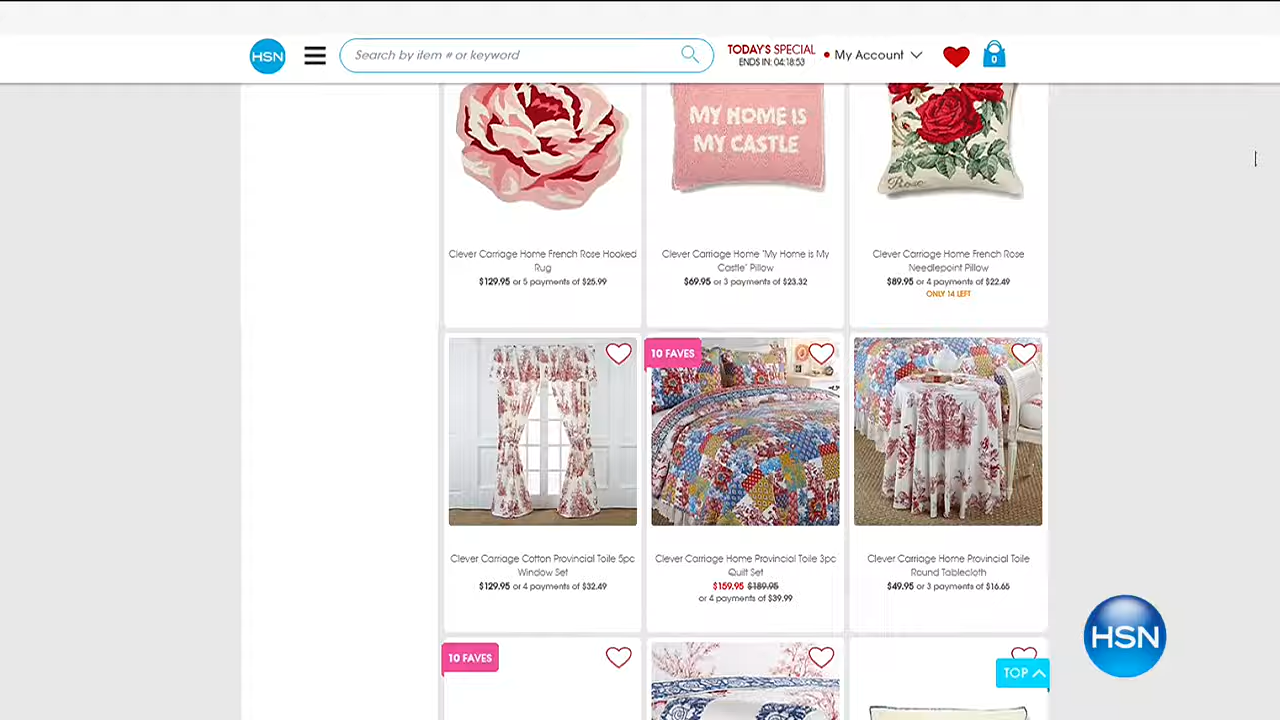 HSN
Search by item # or keyword
TODAY'S SPECIAL
ENDS IN: 04:18:53
My Account
0
MY HOME IS
MY CASTLE
Rose
Clever Carriage Home French Rose Hooked
Rug
$129.95 or 5 payments of $25.99
Clever Carriage Home "My Home is My
Castle" Pillow
$69.95 or 3 payments of $23.32
Clever Carriage Home French Rose
Needlepoint Pillow
$89.95 or 4 payments of $22.49
ONLY 14 LEFT
10 FAVES
Clever Carriage Cotton Provincial Toile 5pc
Window Set
$129.95 or 4 payments of $32.49
Clever Carriage Home Provincial Toile 3pc
Quilt Set
$159.95 $189.95
or 4 payments of $39.99
Clever Carriage Home Provincial Toile
Round Tablecloth
$49.95 or 3 payments of $16.65
10 FAVES
TOP
HSN